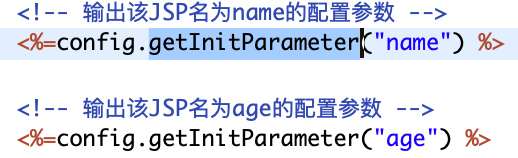 <!-- 输出该JSP名为name的配置参数 -->
<%=config.getInitParameter("name") %>
<!-- 输出该JSP名为age的配置参数 -->
<%=config.getInitParameter("age") %>